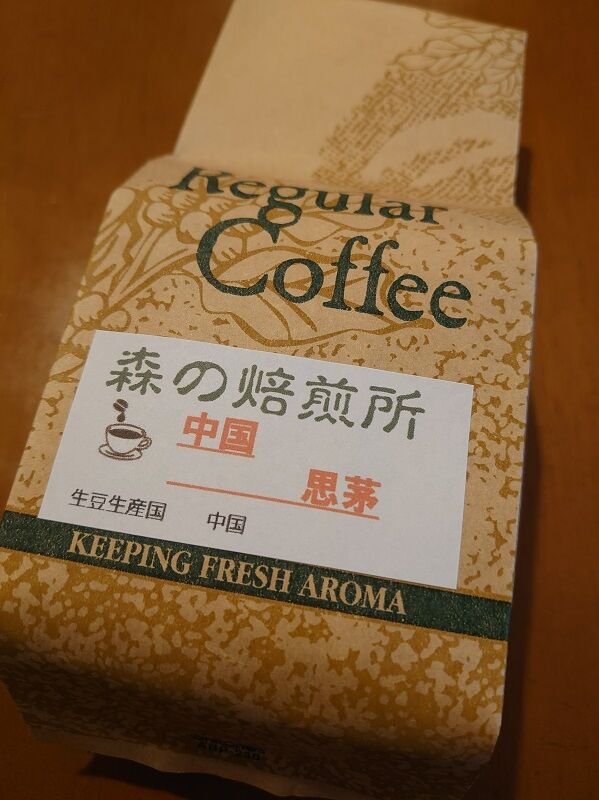 Regular
Coffee
森の焙煎所
中国
思茅
生豆生産国 中国
KEEPING FRESH AROMA